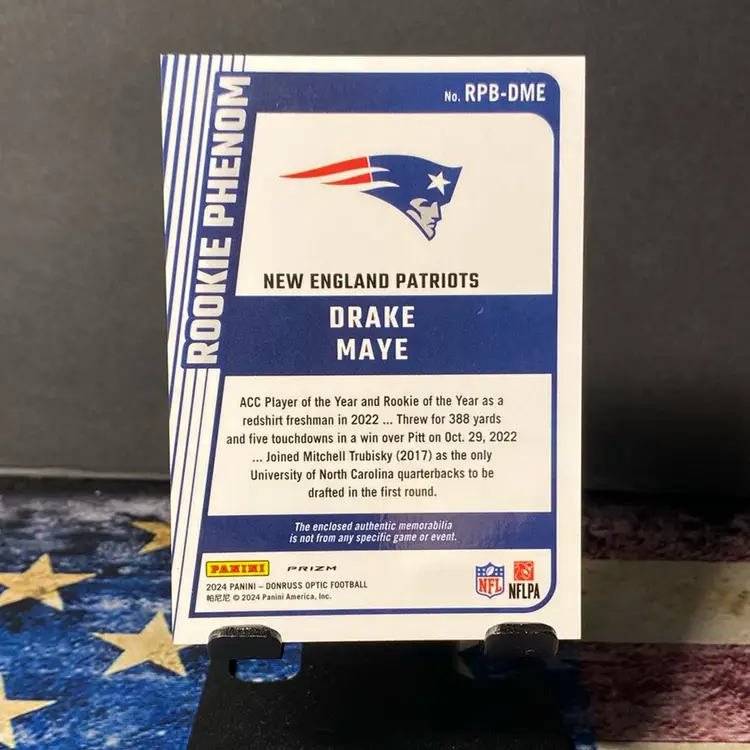 No. RPB-DME
ROOKIE PHENOM
NEW ENGLAND PATRIOTS
DRAKE
MAYE
ACC Player of the Year and Rookie of the Year as a
redshirt freshman in 2022 ... Threw for 388 yards
and five touchdowns in a win over Pitt on Oct. 29, 2022
... Joined Mitchell Trubisky (2017) as the only
University of North Carolina quarterbacks to be
drafted in the first round.
The enclosed authentic memorabilia
is not from any specific game or event.
PANINI PRIZM
2024 PANINI – DONRUSS OPTIC FOOTBALL
帕尼尼 © 2024 Panini America, Inc.
NFL NFLPA